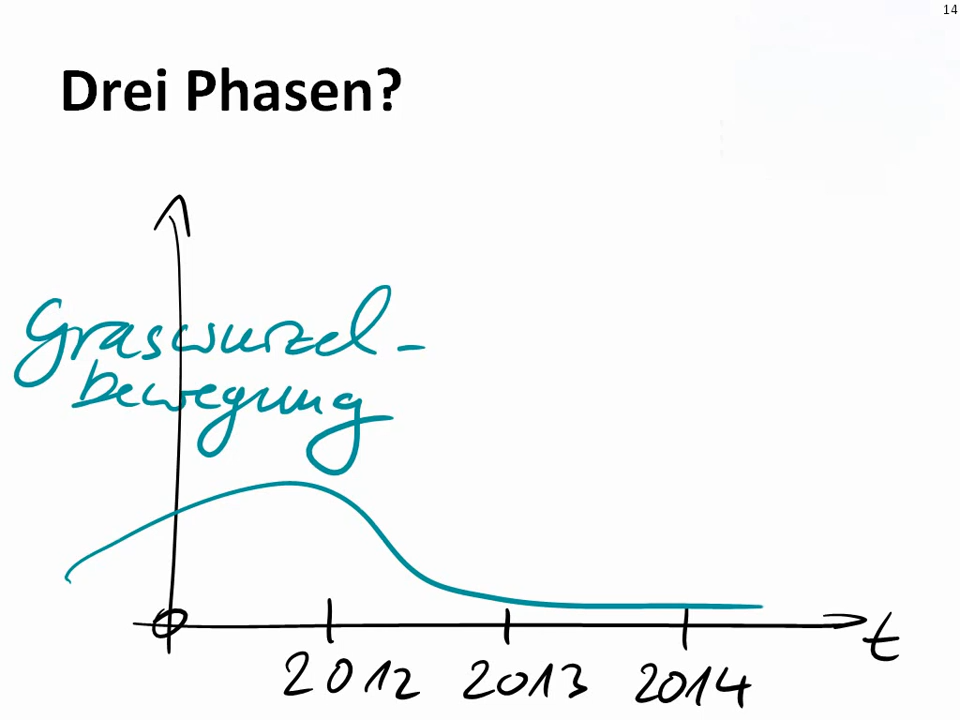 14
Drei Phasen?
Graswurzel-
bewegung
t
2012 2013 2014